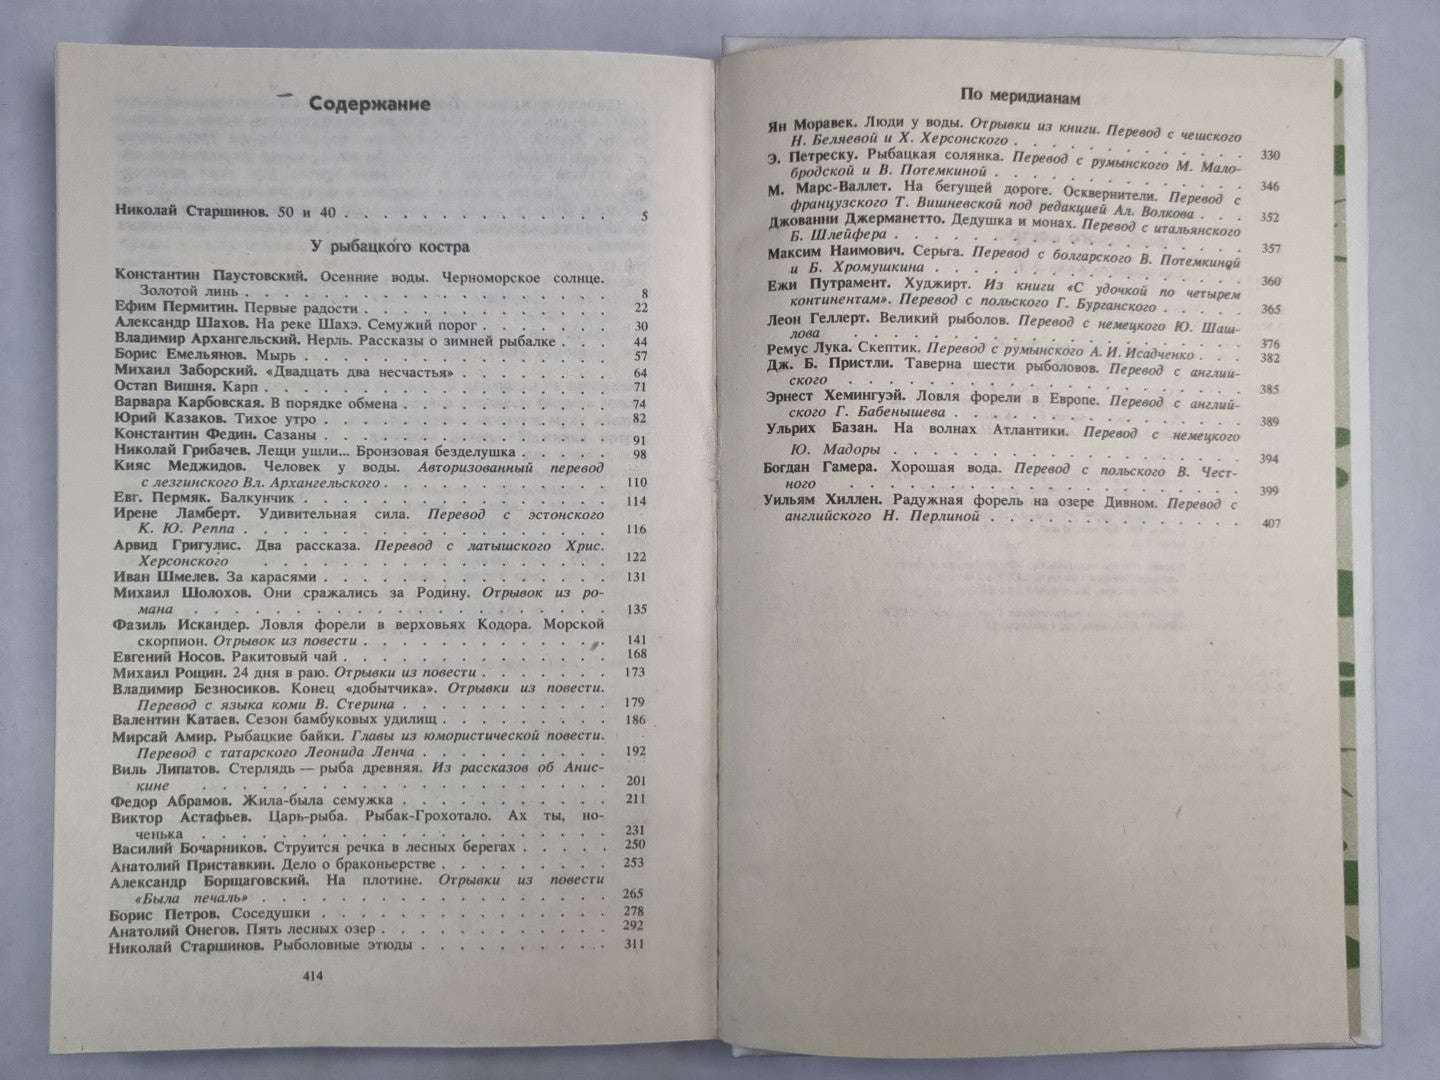 Содержание
Николай Старшинов. 50 и 40 . . . . . . . . . . . 5
У рыбацкого костра
Константин Паустовский. Осенние воды. Черноморское солнце.
Золотой линь . . . . . . . . . . . . . . 8
Ефим Пермитин. Первые радости . . . . . . . . . . 22
Александр Шахов. На реке Шахэ. Семужий порог . . . . . . 30
Владимир Архангельский. Нерль. Рассказы о зимней рыбалке . . . 44
Борис Емельянов. Мырь . . . . . . . . . . . . 57
Михаил Заборский. «Двадцать два несчастья» . . . . . . 64
Остап Вишня. Карп . . . . . . . . . . . . . . 71
Варвара Карбовская. В порядке обмена . . . . . . . . 74
Юрий Казаков. Тихое утро . . . . . . . . . . . 82
Константин Федин. Сазаны . . . . . . . . . . . 91
Николай Грибачев. Лещи ушли... Бронзовая безделушка . . . . 98
Кияс Меджидов. Человек у воды. Авторизованный перевод
с лезгинского Вл. Архангельского . . . . . . . . . 110
Евг. Пермяк. Балкунчик . . . . . . . . . . . . 114
Ирене Ламберт. Удивительная сила. Перевод с эстонского
К. Ю. Реппа . . . . . . . . . . . . . . 116
Арвид Григулис. Два рассказа. Перевод с латышского Хрис.
Херсонского . . . . . . . . . . . . . . 122
Иван Шмелев. За карасями . . . . . . . . . . . 131
Михаил Шолохов. Они сражались за Родину. Отрывок из ро-
мана . . . . . . . . . . . . . . . . 135
Фазиль Искандер. Ловля форели в верховьях Кодора. Морской
скорпион. Отрывок из повести . . . . . . . . . . 141
Евгений Носов. Ракитовый чай . . . . . . . . . . 168
Михаил Рощин. 24 дня в раю. Отрывки из повести . . . . . 173
Владимир Безносиков. Конец «добытчика». Отрывки из повести.
Перевод с языка коми В. Стерина . . . . . . . . 179
Валентин Катаев. Сезон бамбуковых удилищ . . . . . . . 186
Мирсай Амир. Рыбацкие байки. Главы из юмористической повести.
Перевод с татарского Леонида Ленча . . . . . . . 192
Виль Липатов. Стерлядь — рыба древняя. Из рассказов об Анис-
кине . . . . . . . . . . . . . . . . 201
Федор Абрамов. Жила-была семужка . . . . . . . . 211
Виктор Астафьев. Царь-рыба. Рыбак-Грохотало. Ах ты, но-
ченька . . . . . . . . . . . . . . . 231
Василий Бочарников. Струится речка в лесных берегах . . . . 250
Анатолий Приставкин. Дело о браконьерстве . . . . . . . 253
Александр Борщаговский. На плотине. Отрывки из повести
«Была печаль» . . . . . . . . . . . . . 265
Борис Петров. Соседушки . . . . . . . . . . . 278
Анатолий Онегов. Пять лесных озер . . . . . . . . . 292
Николай Старшинов. Рыболовные этюды . . . . . . . . 311
414
По меридианам
Ян Моравек. Люди у воды. Отрывки из книги. Перевод с чешского
Н. Беляевой и Х. Херсонского . . . . . . . . . 330
Э. Петреску. Рыбацкая солянка. Перевод с румынского М. Мало-
бродской и В. Потемкиной . . . . . . . . . . 346
М. Марс-Валлет. На бегущей дороге. Осквернители. Перевод с
французского Т. Вишневской под редакцией Ал. Волкова . . . 352
Джованни Джерманетто. Дедушка и монах. Перевод с итальянского
Б. Шлейфера . . . . . . . . . . . . . . 357
Максим Наимович. Серьга. Перевод с болгарского В. Потемкиной
и Б. Хромушкина . . . . . . . . . . . . 360
Ежи Путрамент. Худжирт. Из книги «С удочкой по четырем
континентам». Перевод с польского Г. Бурганского . . . . 365
Леон Геллерт. Великий рыболов. Перевод с немецкого Ю. Шаш-
лова . . . . . . . . . . . . . . . . 376
Ремус Лука. Скептик. Перевод с румынского А. И. Исадченко . . . 382
Дж. Б. Пристли. Таверна шести рыболовов. Перевод с англий-
ского . . . . . . . . . . . . . . . . 385
Эрнест Хемингуэй. Ловля форели в Европе. Перевод с англий-
ского Г. Бабенышева . . . . . . . . . . . 389
Ульрих Базан. На волнах Атлантики. Перевод с немецкого
Ю. Мадоры . . . . . . . . . . . . . . 394
Богдан Гамера. Хорошая вода. Перевод с польского В. Чест-
ного . . . . . . . . . . . . . . . . 399
Уильям Хиллен. Радужная форель на озере Дивном. Перевод с
английского Н. Перлиной . . . . . . . . . . 407